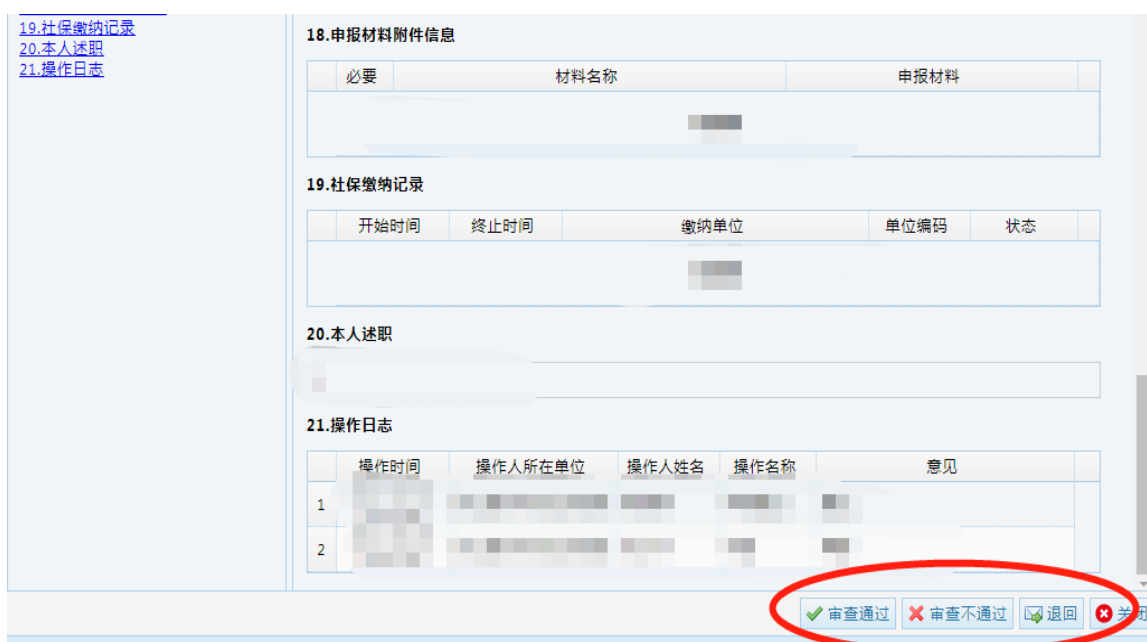 19.社保缴纳记录
20.本人述职
21.操作日志
18.申报材料附件信息
必要 材料名称 申报材料
19.社保缴纳记录
开始时间 终止时间 缴纳单位 单位编码 状态
20.本人述职
21.操作日志
操作时间 操作人所在单位 操作人姓名 操作名称 意见
1
2
审查通过 审查不通过 退回 关闭